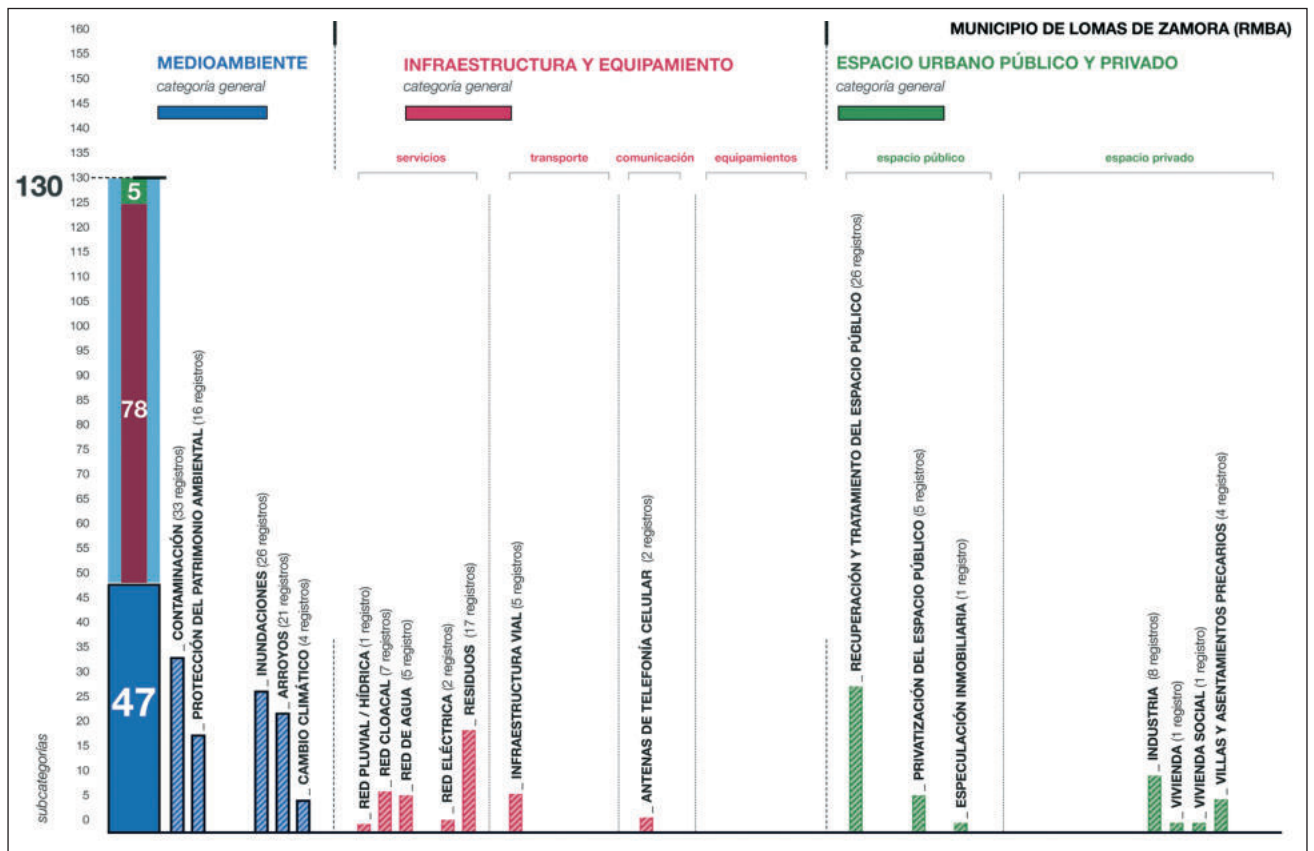 MUNICIPIO DE LOMAS DE ZAMORA (RMBA)
MEDIOAMBIENTE
categoría general
INFRAESTRUCTURA Y EQUIPAMIENTO
categoría general
ESPACIO URBANO PÚBLICO Y PRIVADO
categoría general
servicios
transporte
comunicación
equipamientos
espacio público
espacio privado
160
155
150
145
140
135
130
125
120
115
110
105
100
95
90
85
80
75
70
65
60
55
50
45
40
35
30
25
20
15
10
5
0
subcategorías
130
5
78
47
_ CONTAMINACIÓN (33 registros)
_ PROTECCIÓN DEL PATRIMONIO AMBIENTAL (16 registros)
_ INUNDACIONES (26 registros)
_ ARROYOS (21 registros)
_ CAMBIO CLIMÁTICO (4 registros)
_ RED PLUVIAL / HÍDRICA (1 registro)
_ RED CLOACAL (7 registros)
_ RED DE AGUA (5 registro)
_ RED ELÉCTRICA (2 registros)
_ RESIDUOS (17 registros)
_ INFRAESTRUCTURA VIAL (5 registro)
_ ANTENAS DE TELEFONÍA CELULAR (2 registros)
_ RECUPERACIÓN Y TRATAMIENTO DEL ESPACIO PÚBLICO (26 registros)
_ PRIVATIZACIÓN DEL ESPACIO PÚBLICO (5 registros)
_ ESPECULACIÓN INMOBILIARIA (1 registro)
_ INDUSTRIA (8 registros)
_ VIVIENDA (1 registro)
_ VIVIENDA SOCIAL (1 registro)
_ VILLAS Y ASENTAMIENTOS PRECARIOS (4 registros)